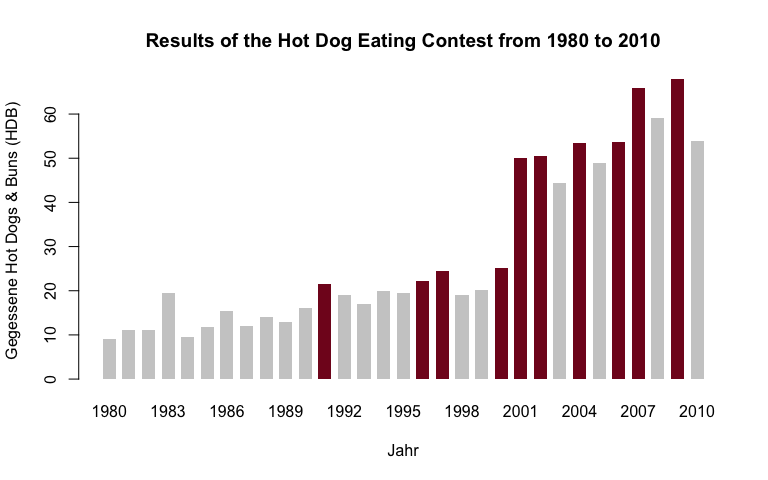 Results of the Hot Dog Eating Contest from 1980 to 2010
Gegessene Hot Dogs & Buns (HDB)
60
50
40
30
20
10
0
1980 1983 1986 1989 1992 1995 1998 2001 2004 2007 2010
Jahr